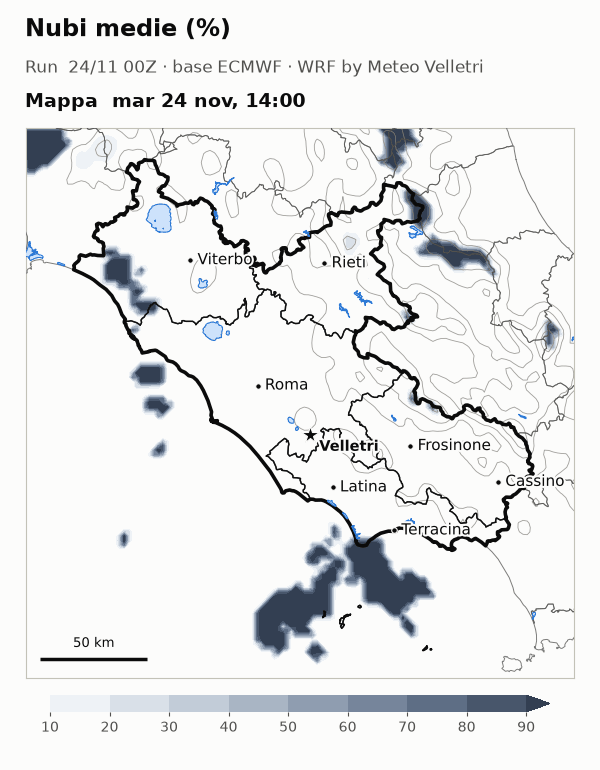 Nubi medie (%)
Run  24/11 00Z · base ECMWF · WRF by Meteo Velletri
Mappa  mar 24 nov, 14:00
Viterbo
Rieti
Roma
Velletri
Frosinone
Cassino
Latina
Terracina
50 km
10 20 30 40 50 60 70 80 90